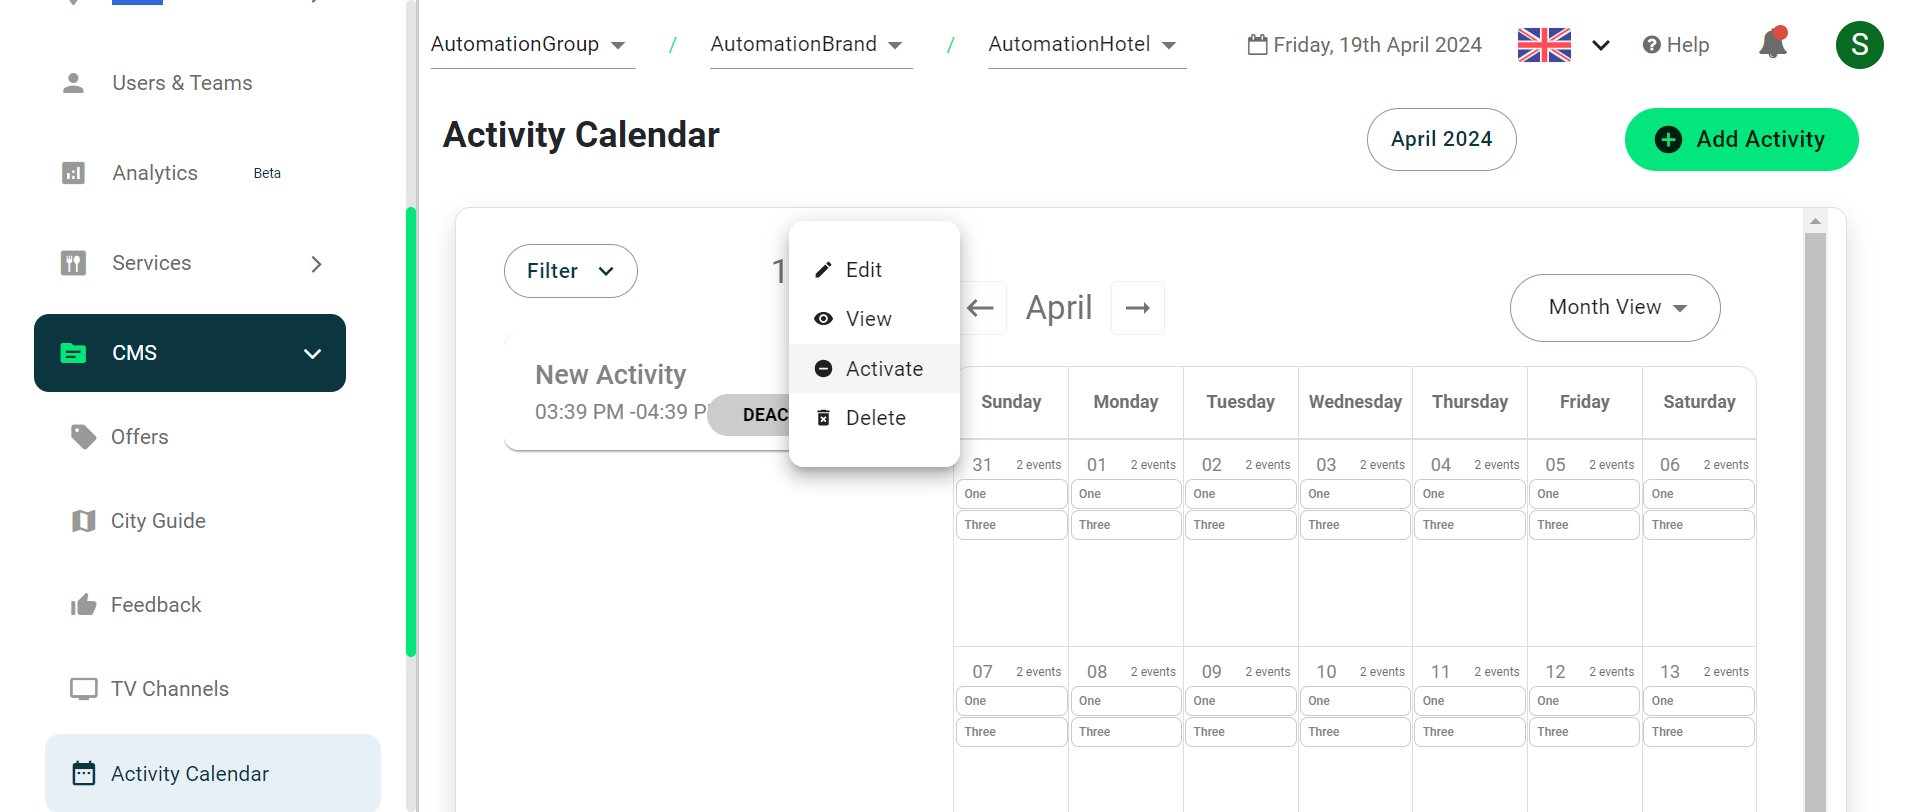 AutomationGroup / AutomationBrand / AutomationHotel Friday, 19th April 2024 Help S
Users & Teams
Analytics Beta
Services
CMS
Offers
City Guide
Feedback
TV Channels
Activity Calendar
Activity Calendar April 2024 Add Activity
Filter
New Activity
03:39 PM -04:39
Edit
View
Activate
Delete
April Month View
Sunday Monday Tuesday Wednesday Thursday Friday Saturday
31 2 events 01 2 events 02 2 events 03 2 events 04 2 events 05 2 events 06 2 events
One One One One One One One
Three Three Three Three Three Three Three
07 2 events 08 2 events 09 2 events 10 2 events 11 2 events 12 2 events 13 2 events
One One One One One One One
Three Three Three Three Three Three Three